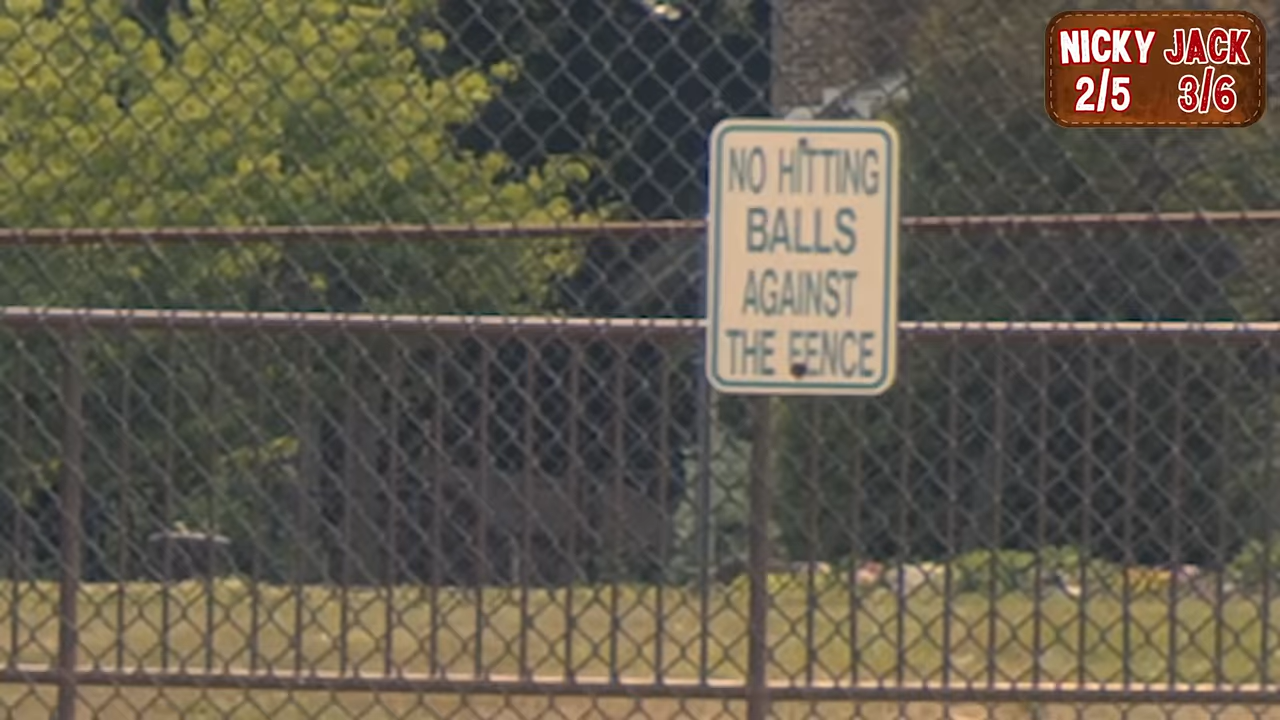 NICKY JACK
2/5 3/6
NO HITTING
BALLS
AGAINST
THE FENCE